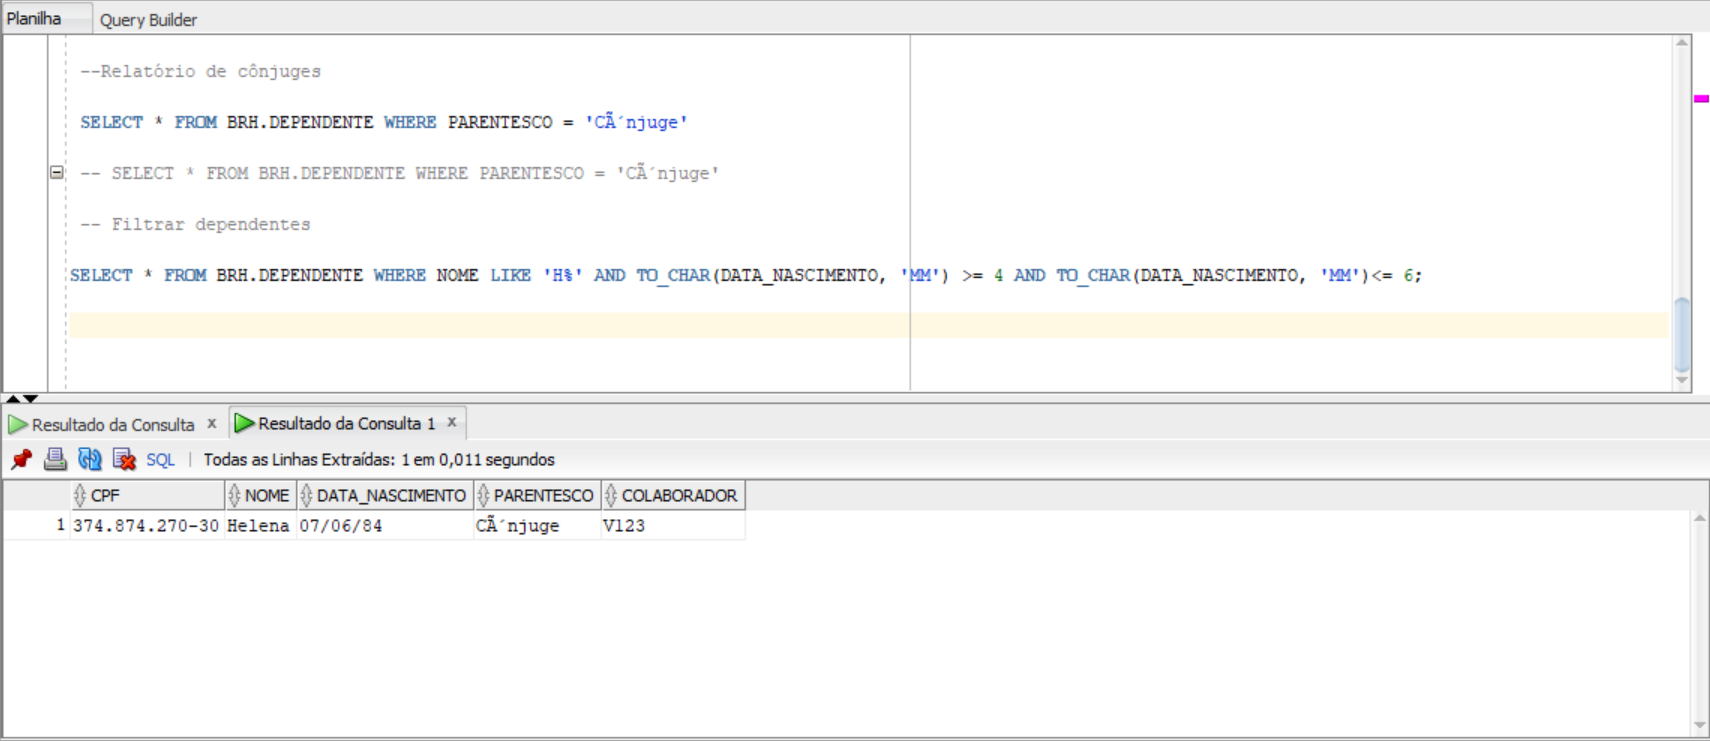 Planilha Query Builder
--Relatório de cônjuges
SELECT * FROM BRH.DEPENDENTE WHERE PARENTESCO = 'CÃ´njuge'
-- SELECT * FROM BRH.DEPENDENTE WHERE PARENTESCO = 'CÃ´njuge'
-- Filtrar dependentes
SELECT * FROM BRH.DEPENDENTE WHERE NOME LIKE 'H%' AND TO_CHAR(DATA_NASCIMENTO, 'MM') >= 4 AND TO_CHAR(DATA_NASCIMENTO, 'MM')<= 6;
Resultado da Consulta x Resultado da Consulta 1 x
SQL | Todas as Linhas Extraídas: 1 em 0,011 segundos
CPF NOME DATA_NASCIMENTO PARENTESCO COLABORADOR
1 374.874.270-30 Helena 07/06/84 CÃ´njuge V123